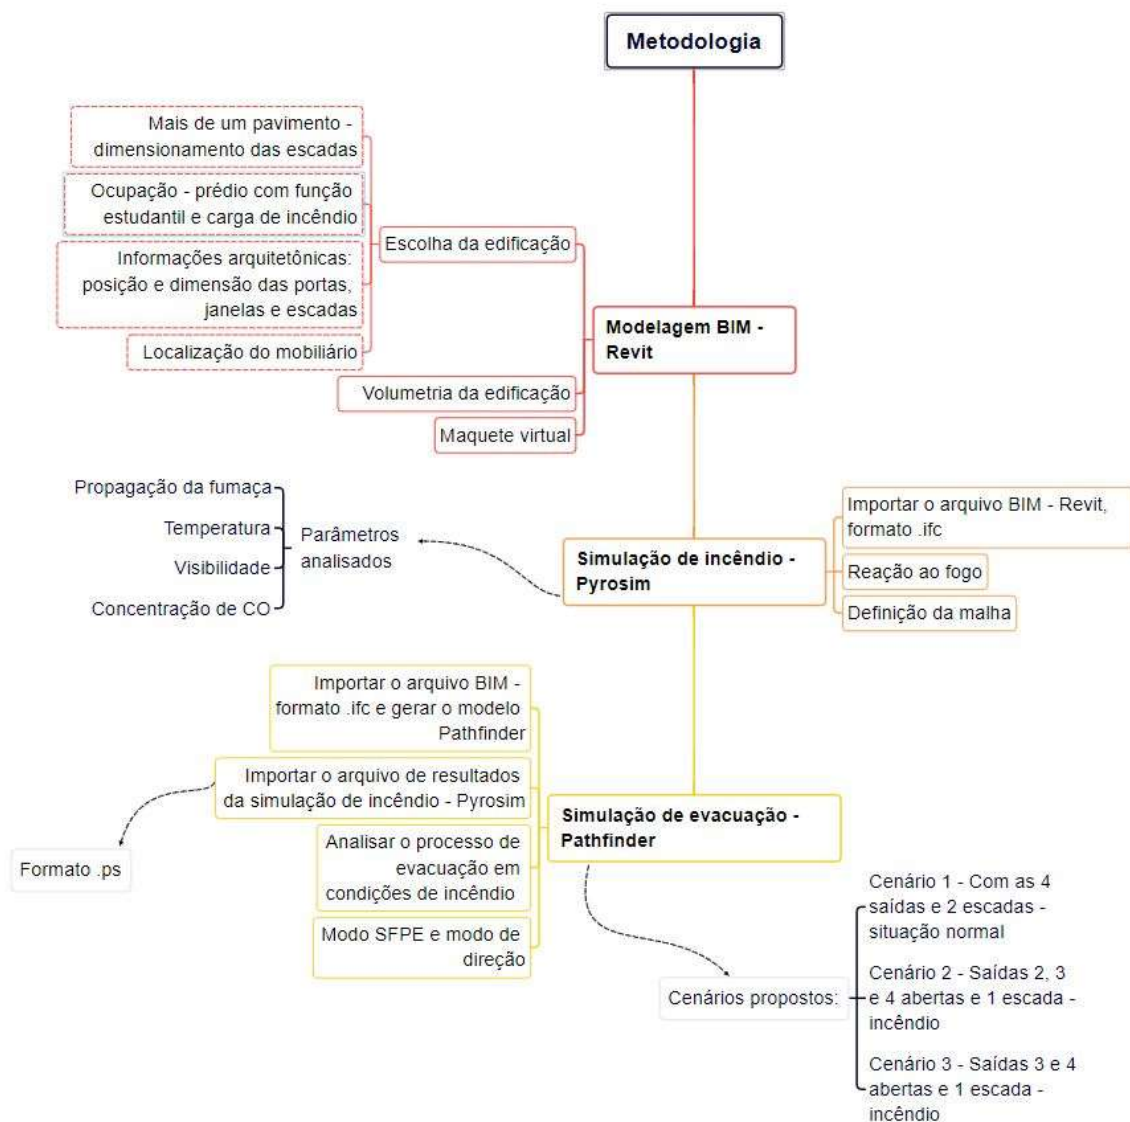 Metodologia
Mais de um pavimento -
dimensionamento das escadas
Ocupação - prédio com função
estudantil e carga de incêndio
Informações arquitetônicas:
posição e dimensão das portas,
janelas e escadas
Localização do mobiliário
Escolha da edificação
Volumetria da edificação
Maquete virtual
Modelagem BIM -
Revit
Propagação da fumaça
Temperatura
Visibilidade
Concentração de CO
Parâmetros
analisados
Simulação de incêndio -
Pyrosim
Importar o arquivo BIM - Revit,
formato .ifc
Reação ao fogo
Definição da malha
Importar o arquivo BIM -
formato .ifc e gerar o modelo
Pathfinder
Importar o arquivo de resultados
da simulação de incêndio - Pyrosim
Analisar o processo de
evacuação em
condições de incêndio
Modo SFPE e modo de
direção
Formato .ps
Simulação de evacuação -
Pathfinder
Cenários propostos:
Cenário 1 - Com as 4
saídas e 2 escadas -
situação normal
Cenário 2 - Saídas 2, 3
e 4 abertas e 1 escada -
incêndio
Cenário 3 - Saídas 3 e 4
abertas e 1 escada -
incêndio